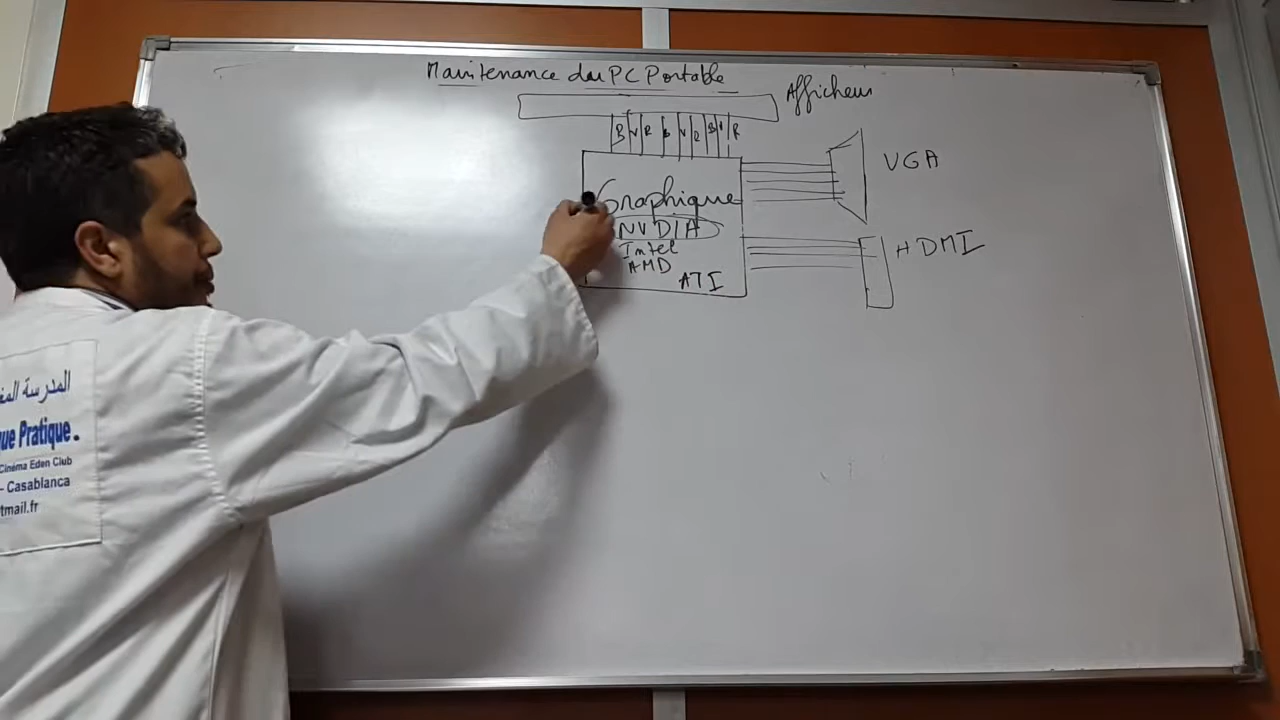 Maintenance du PC Portable
Afficheur
B V R B V R B V R
VGA
Graphique
NVDIA
Intel
AMD
ATI
HDMI
المدرسة
ue Pratique.
Cinéma Eden Club
- Casablanca
tmail.fr